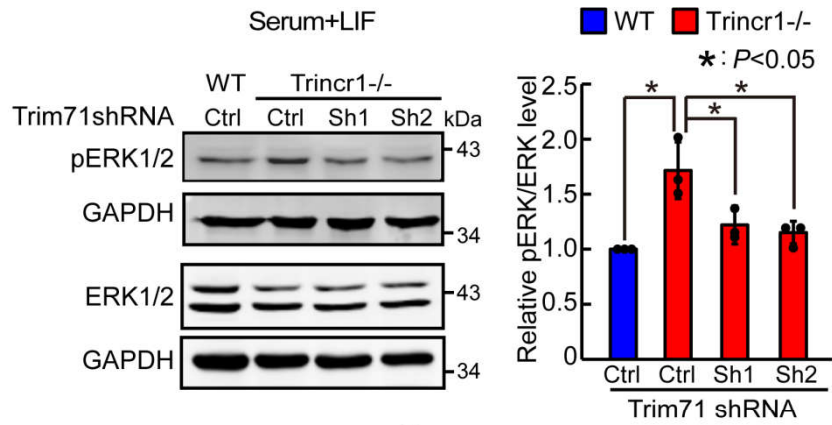 Serum+LIF
WT Trincr1-/-
Trim71shRNA Ctrl Ctrl Sh1 Sh2 kDa
pERK1/2 43
GAPDH 34
ERK1/2 43
GAPDH 34
WT Trincr1-/-
*: P<0.05
Relative pERK/ERK level
2.5
2.0
1.5
1.0
0.5
0
* * *
Ctrl Ctrl Sh1 Sh2
Trim71 shRNA